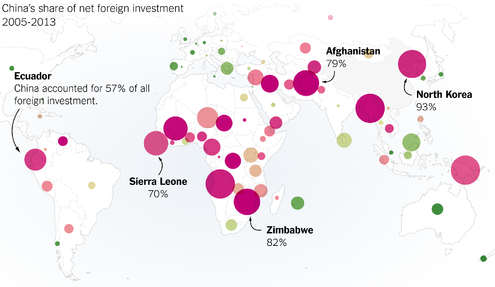 China's share of net foreign investment
2005-2013
Afghanistan
79%
Ecuador
China accounted for 57% of all
foreign investment.
North Korea
93%
Sierra Leone
70%
Zimbabwe
82%